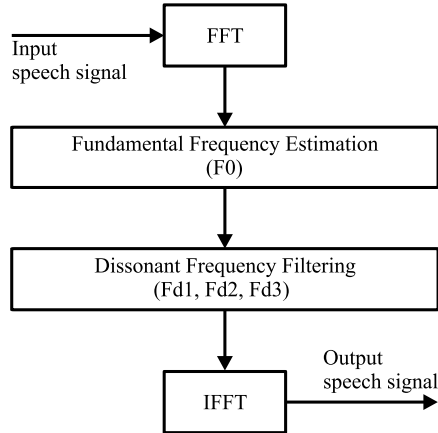 FFT
Input
speech signal
Fundamental Frequency Estimation
(F0)
Dissonant Frequency Filtering
(Fd1, Fd2, Fd3)
Output
speech signal
IFFT